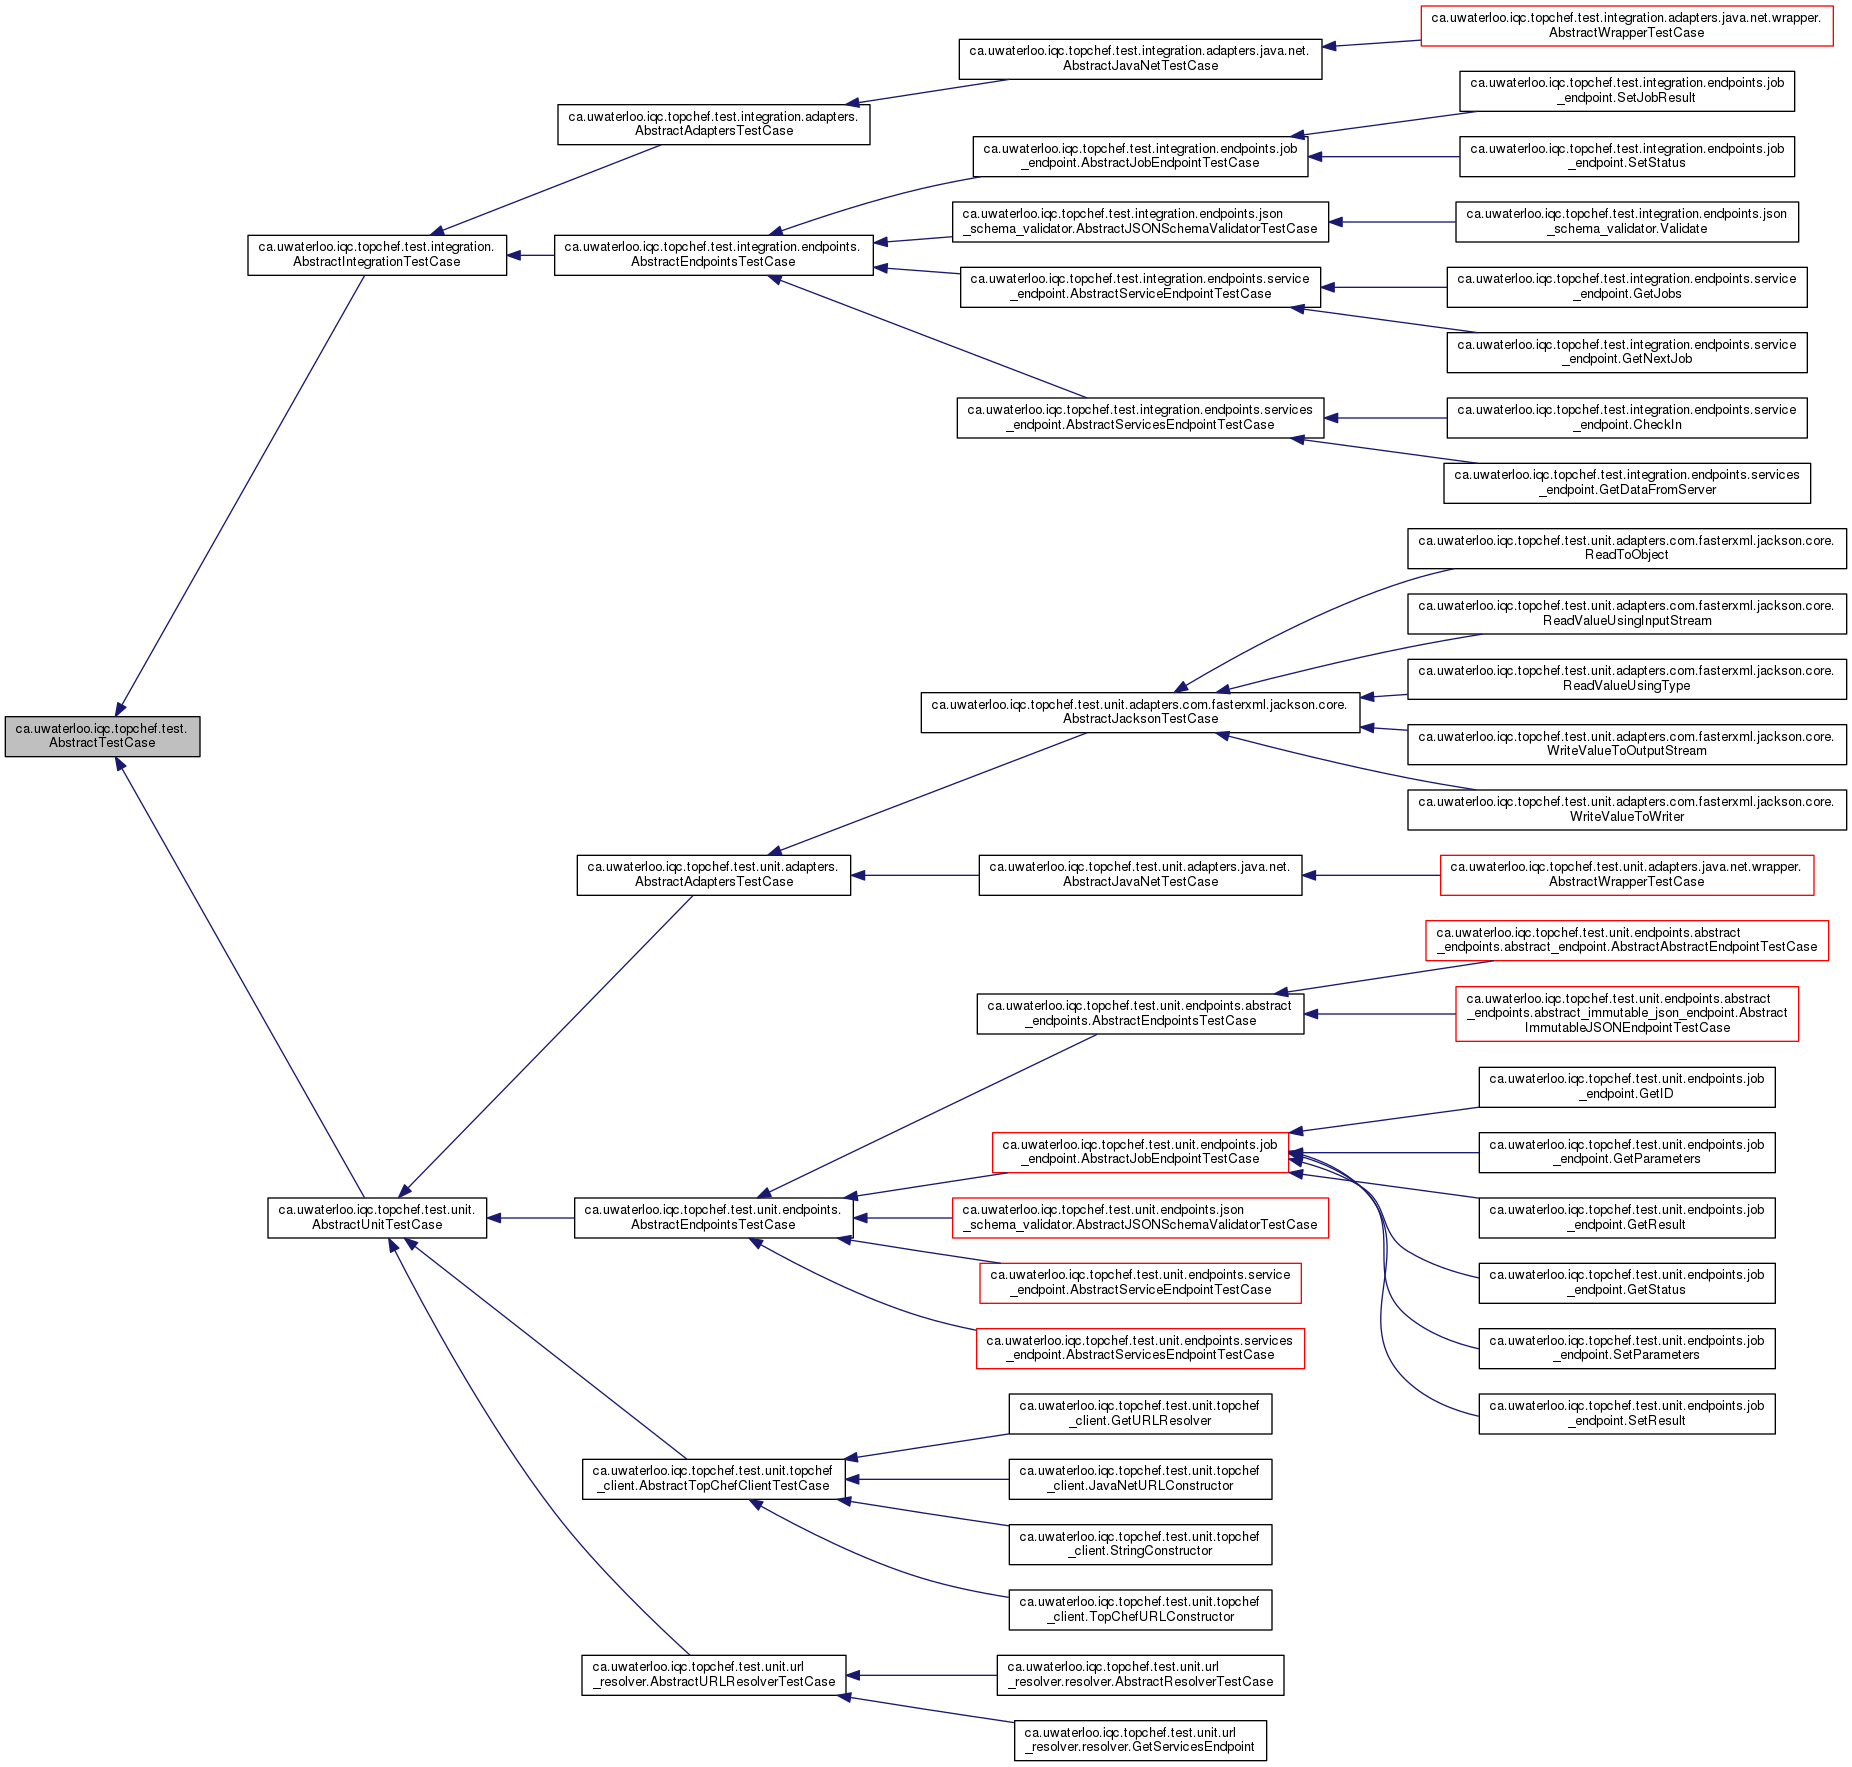 ca.uwaterloo.iqc.topchef.test.
AbstractTestCase
ca.uwaterloo.iqc.topchef.test.integration.
AbstractIntegrationTestCase
ca.uwaterloo.iqc.topchef.test.unit.
AbstractUnitTestCase
ca.uwaterloo.iqc.topchef.test.integration.adapters.
AbstractAdaptersTestCase
ca.uwaterloo.iqc.topchef.test.integration.endpoints.
AbstractEndpointsTestCase
ca.uwaterloo.iqc.topchef.test.unit.adapters.
AbstractAdaptersTestCase
ca.uwaterloo.iqc.topchef.test.unit.endpoints.
AbstractEndpointsTestCase
ca.uwaterloo.iqc.topchef.test.unit.topchef
_client.AbstractTopChefClientTestCase
ca.uwaterloo.iqc.topchef.test.unit.url
_resolver.AbstractURLResolverTestCase
ca.uwaterloo.iqc.topchef.test.integration.adapters.java.net.
AbstractJavaNetTestCase
ca.uwaterloo.iqc.topchef.test.integration.endpoints.job
_endpoint.AbstractJobEndpointTestCase
ca.uwaterloo.iqc.topchef.test.integration.endpoints.json
_schema_validator.AbstractJSONSchemaValidatorTestCase
ca.uwaterloo.iqc.topchef.test.integration.endpoints.service
_endpoint.AbstractServiceEndpointTestCase
ca.uwaterloo.iqc.topchef.test.integration.endpoints.services
_endpoint.AbstractServicesEndpointTestCase
ca.uwaterloo.iqc.topchef.test.unit.adapters.com.fasterxml.jackson.core.
AbstractJacksonTestCase
ca.uwaterloo.iqc.topchef.test.unit.adapters.java.net.
AbstractJavaNetTestCase
ca.uwaterloo.iqc.topchef.test.unit.endpoints.abstract
_endpoints.AbstractEndpointsTestCase
ca.uwaterloo.iqc.topchef.test.unit.endpoints.job
_endpoint.AbstractJobEndpointTestCase
ca.uwaterloo.iqc.topchef.test.unit.endpoints.json
_schema_validator.AbstractJSONSchemaValidatorTestCase
ca.uwaterloo.iqc.topchef.test.unit.endpoints.service
_endpoint.AbstractServiceEndpointTestCase
ca.uwaterloo.iqc.topchef.test.unit.endpoints.services
_endpoint.AbstractServicesEndpointTestCase
ca.uwaterloo.iqc.topchef.test.unit.topchef
_client.GetURLResolver
ca.uwaterloo.iqc.topchef.test.unit.topchef
_client.JavaNetURLConstructor
ca.uwaterloo.iqc.topchef.test.unit.topchef
_client.StringConstructor
ca.uwaterloo.iqc.topchef.test.unit.topchef
_client.TopChefURLConstructor
ca.uwaterloo.iqc.topchef.test.unit.url
_resolver.resolver.AbstractResolverTestCase
ca.uwaterloo.iqc.topchef.test.unit.url
_resolver.resolver.GetServicesEndpoint
ca.uwaterloo.iqc.topchef.test.integration.adapters.java.net.wrapper.
AbstractWrapperTestCase
ca.uwaterloo.iqc.topchef.test.integration.endpoints.job
_endpoint.SetJobResult
ca.uwaterloo.iqc.topchef.test.integration.endpoints.job
_endpoint.SetStatus
ca.uwaterloo.iqc.topchef.test.integration.endpoints.json
_schema_validator.Validate
ca.uwaterloo.iqc.topchef.test.integration.endpoints.service
_endpoint.GetJobs
ca.uwaterloo.iqc.topchef.test.integration.endpoints.service
_endpoint.GetNextJob
ca.uwaterloo.iqc.topchef.test.integration.endpoints.service
_endpoint.CheckIn
ca.uwaterloo.iqc.topchef.test.integration.endpoints.services
_endpoint.GetDataFromServer
ca.uwaterloo.iqc.topchef.test.unit.adapters.com.fasterxml.jackson.core.
ReadToObject
ca.uwaterloo.iqc.topchef.test.unit.adapters.com.fasterxml.jackson.core.
ReadValueUsingInputStream
ca.uwaterloo.iqc.topchef.test.unit.adapters.com.fasterxml.jackson.core.
ReadValueUsingType
ca.uwaterloo.iqc.topchef.test.unit.adapters.com.fasterxml.jackson.core.
WriteValueToOutputStream
ca.uwaterloo.iqc.topchef.test.unit.adapters.com.fasterxml.jackson.core.
WriteValueToWriter
ca.uwaterloo.iqc.topchef.test.unit.adapters.java.net.wrapper.
AbstractWrapperTestCase
ca.uwaterloo.iqc.topchef.test.unit.endpoints.abstract
_endpoints.abstract_endpoint.AbstractAbstractEndpointTestCase
ca.uwaterloo.iqc.topchef.test.unit.endpoints.abstract
_endpoints.abstract_immutable_json_endpoint.Abstract
ImmutableJSONEndpointTestCase
ca.uwaterloo.iqc.topchef.test.unit.endpoints.job
_endpoint.GetID
ca.uwaterloo.iqc.topchef.test.unit.endpoints.job
_endpoint.GetParameters
ca.uwaterloo.iqc.topchef.test.unit.endpoints.job
_endpoint.GetResult
ca.uwaterloo.iqc.topchef.test.unit.endpoints.job
_endpoint.GetStatus
ca.uwaterloo.iqc.topchef.test.unit.endpoints.job
_endpoint.SetParameters
ca.uwaterloo.iqc.topchef.test.unit.endpoints.job
_endpoint.SetResult